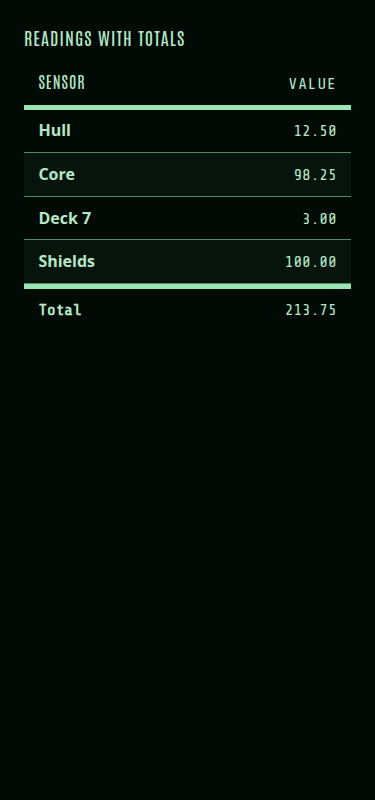 READINGS WITH TOTALS
SENSOR VALUE
Hull 12.50
Core 98.25
Deck 7 3.00
Shields 100.00
Total 213.75